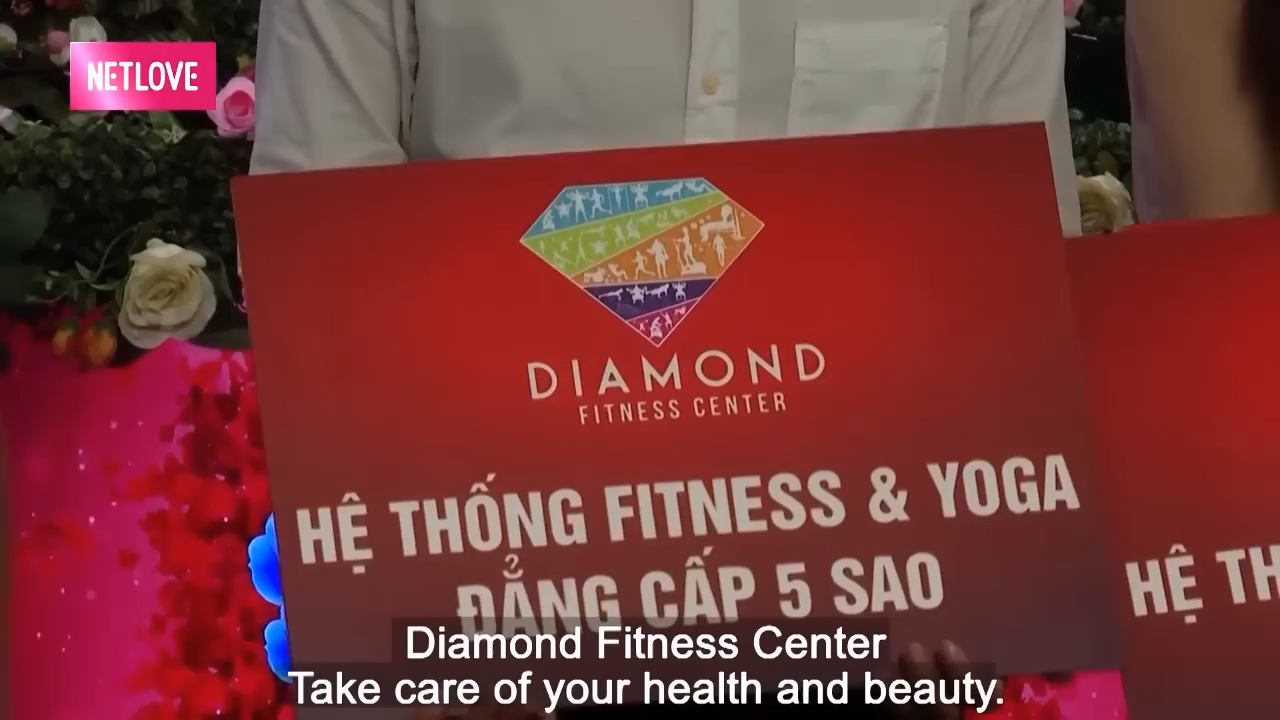 NETLOVE
DIAMOND
FITNESS CENTER
HỆ THỐNG FITNESS & YOGA
ĐẲNG CẤP 5 SAO
HỆ TH
Diamond Fitness Center
Take care of your health and beauty.